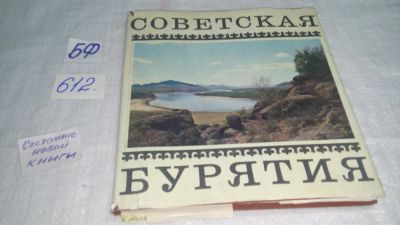 СОВЕТСКАЯ
БУРЯТИЯ
БФ
612.
Состояние
новой
книги